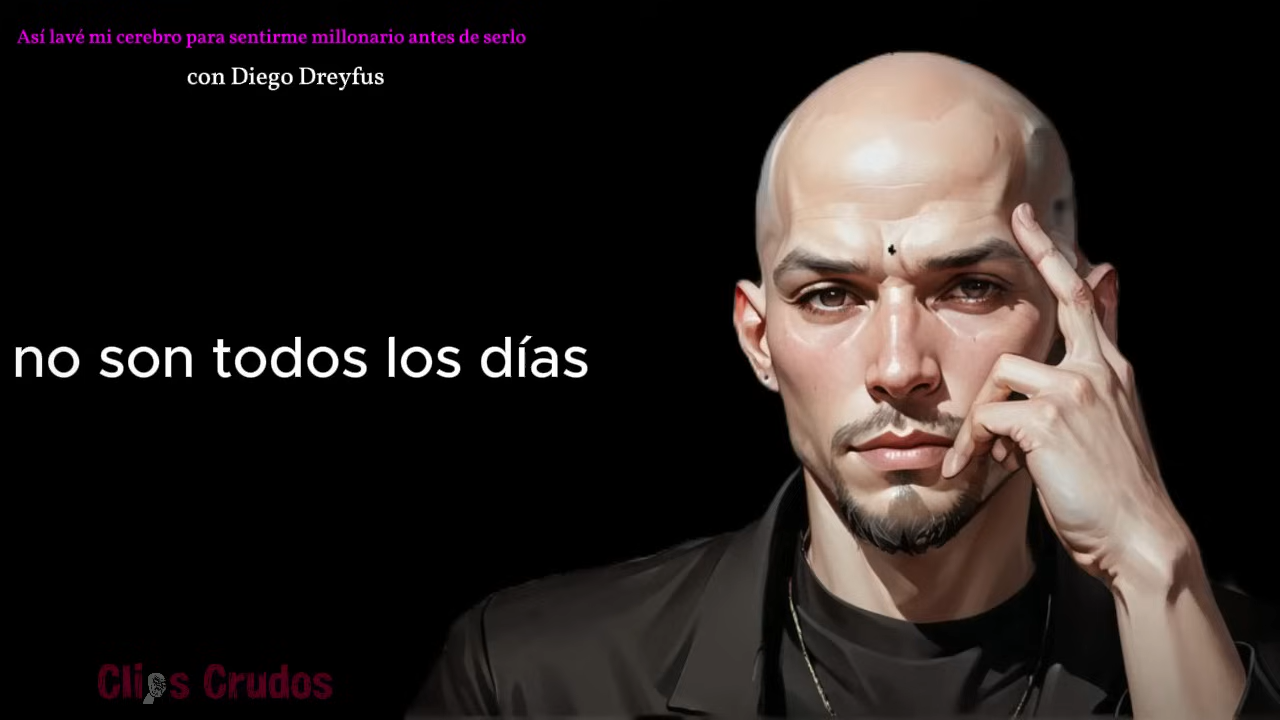 Así lavé mi cerebro para sentirme millonario antes de serlo
con Diego Dreyfus
no son todos los días
Clips Crudos